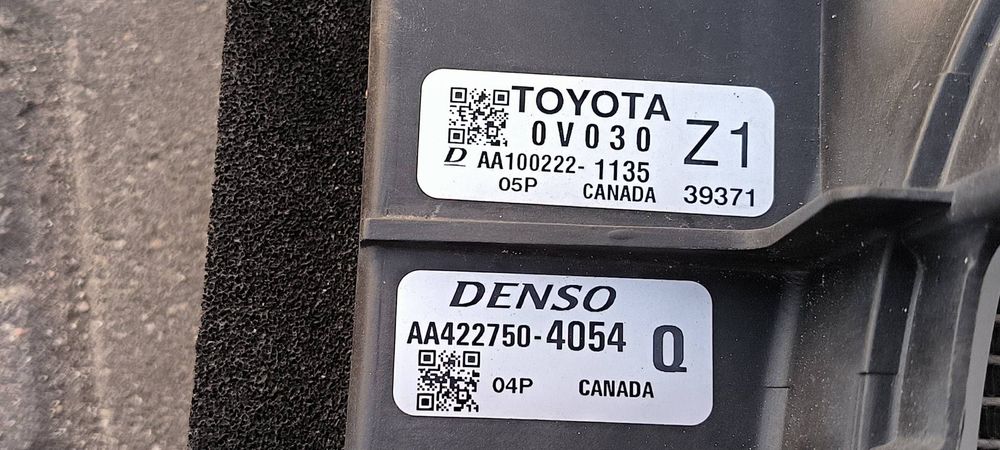 TOYOTA
0V030 Z1
D AA100222-1135
05P CANADA 39371
DENSO
AA422750-4054 Q
04P CANADA